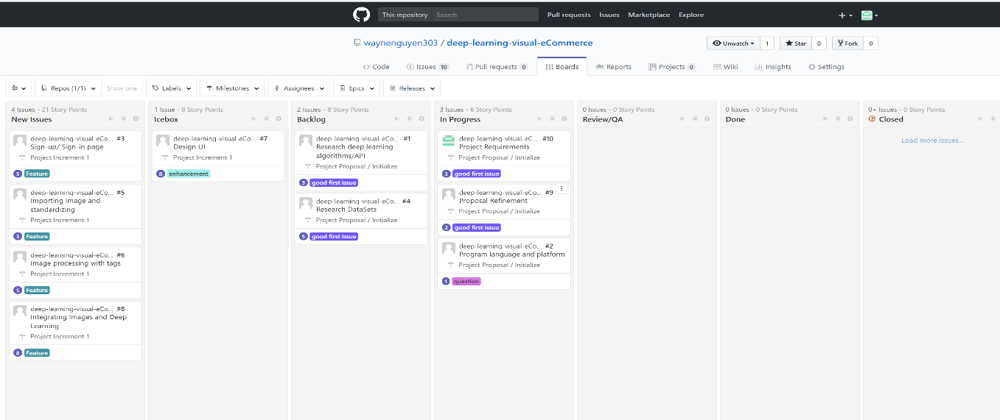 This repository Search Pull requests Issues Marketplace Explore
waynenguyen303 / deep-learning-visual-eCommerce
Unwatch 1 Star 0 Fork 0
Code Issues 10 Pull requests 0 Boards Reports Projects 0 Wiki Insights Settings
Repos (1/1) Show one Labels Milestones Assignees Epics Releases
4 Issues - 21 Story Points
New Issues
deep-learning-visual-eCo... #3
Sign-up/ Sign-in page
Project Increment 1
5 Feature
deep-learning-visual-eCo... #5
Importing image and
standardizing
Project Increment 1
3 Feature
deep-learning-visual-eCo... #6
Image processing with tags
Project Increment 1
5 Feature
deep-learning-visual-eCo... #8
Integrating Images and Deep
Learning
Project Increment 1
8 Feature
1 Issue - 8 Story Points
Icebox
deep-learning-visual-eCo... #7
Design UI
Project Increment 1
8 enhancement
2 Issues - 8 Story Points
Backlog
deep-learning-visual-eCo... #1
Research deep learning
algorithms/API
Project Proposal / Initialize
3 good first issue
deep-learning-visual-eCo... #4
Research DataSets
Project Proposal / Initialize
5 good first issue
3 Issues - 6 Story Points
In Progress
deep-learning-visual-eCo... #10
Project Requirements
Project Proposal / Initialize
3 good first issue
deep-learning-visual-eCo... #9
Proposal Refinement
Project Proposal / Initialize
2 good first issue
deep-learning-visual-eCo... #2
Program language and platform
Project Proposal / Initialize
1 question
0 Issues - 0 Story Points
Review/QA
0 Issues - 0 Story Points
Done
0+ Issues - 0 Story Points
Closed
Load more issues...